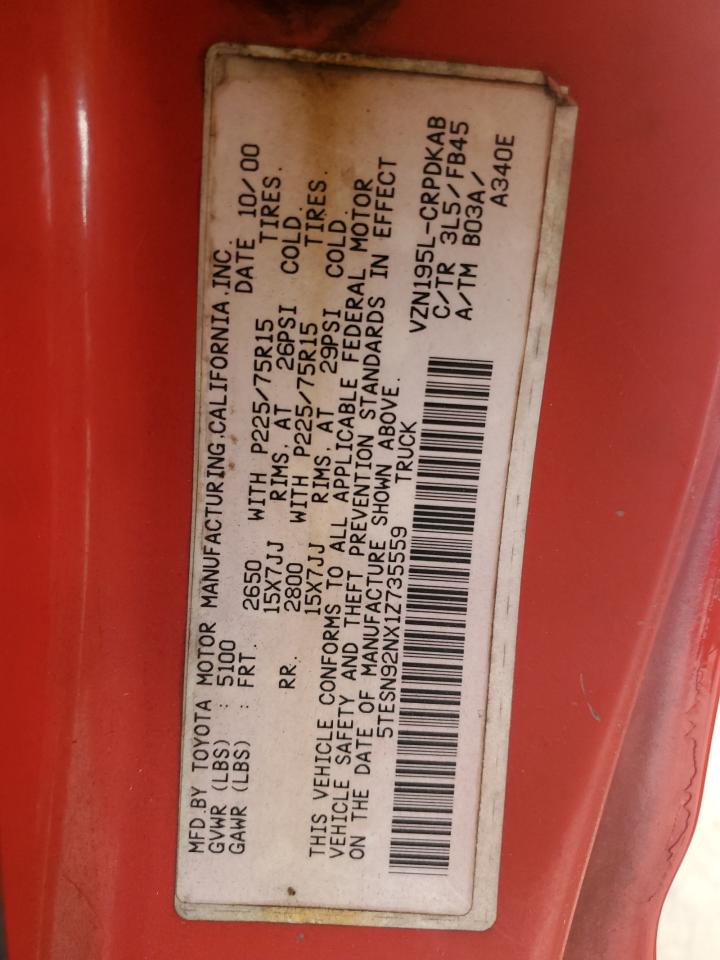 MFD.BY TOYOTA MOTOR MANUFACTURING,CALIFORNIA,INC.
GVWR (LBS) : 5100 DATE 10/00
GAWR (LBS) : FRT. 2650 WITH P225/75R15 TIRES.
15X7JJ RIMS, AT 26PSI COLD.
RR. 2800 WITH P225/75R15 TIRES.
15X7JJ RIMS, AT 29PSI COLD.
THIS VEHICLE CONFORMS TO ALL APPLICABLE FEDERAL MOTOR
VEHICLE SAFETY AND THEFT PREVENTION STANDARDS IN EFFECT
ON THE DATE OF MANUFACTURE SHOWN ABOVE.
5TESN92NX1Z735559 TRUCK
VZN195L-CRPDKAB
C/TR 3L5/FB45
A/TM B03A/
A340E